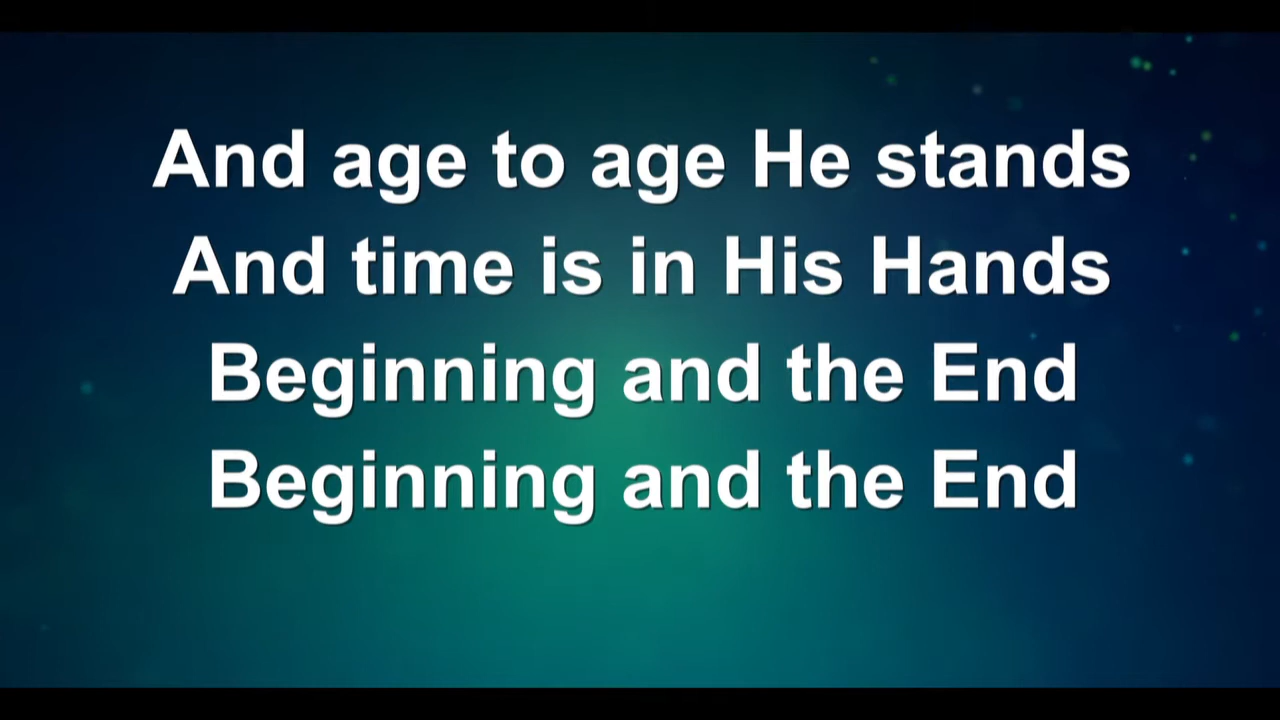 And age to age He stands
And time is in His Hands
Beginning and the End
Beginning and the End